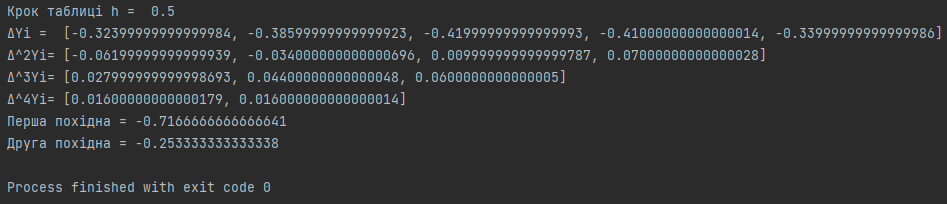 Крок таблиці h =  0.5
ΔYi =  [-0.32399999999999984, -0.38599999999999923, -0.41999999999999993, -0.41000000000000014, -0.33999999999999986]
Δ^2Yi= [-0.06199999999999939, -0.034000000000000696, 0.009999999999999787, 0.07000000000000028]
Δ^3Yi= [0.027999999999998693, 0.04400000000000048, 0.0600000000000005]
Δ^4Yi= [0.01600000000000179, 0.016000000000000014]
Перша похідна = -0.7166666666666641
Друга похідна = -0.253333333333338
Process finished with exit code 0